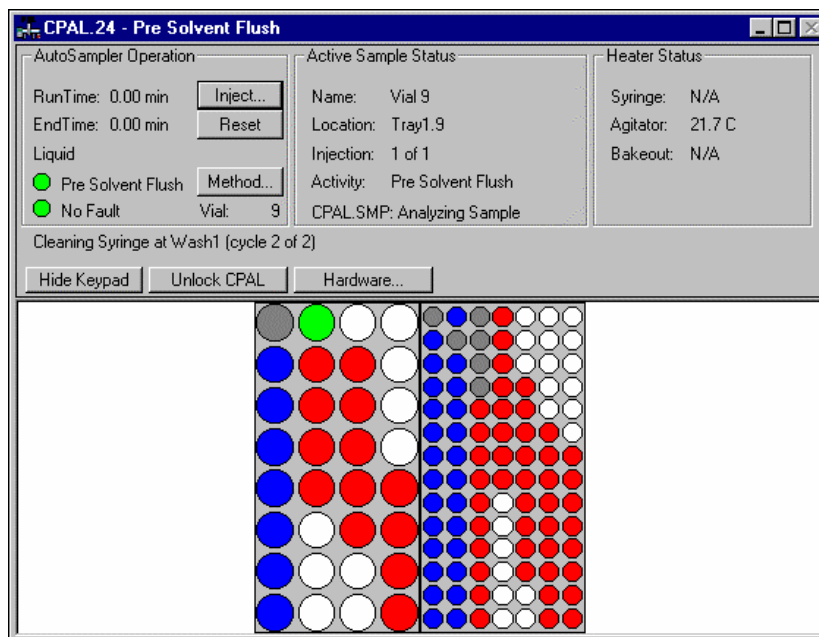 CPAL.24 - Pre Solvent Flush
AutoSampler Operation
RunTime: 0.00 min
Inject...
EndTime: 0.00 min
Reset
Liquid
Pre Solvent Flush
Method...
No Fault
Vial: 9
Active Sample Status
Name: Vial 9
Location: Tray1.9
Injection: 1 of 1
Activity: Pre Solvent Flush
CPAL.SMP: Analyzing Sample
Heater Status
Syringe: N/A
Agitator: 21.7 C
Bakeout: N/A
Cleaning Syringe at Wash1 (cycle 2 of 2)
Hide Keypad
Unlock CPAL
Hardware...